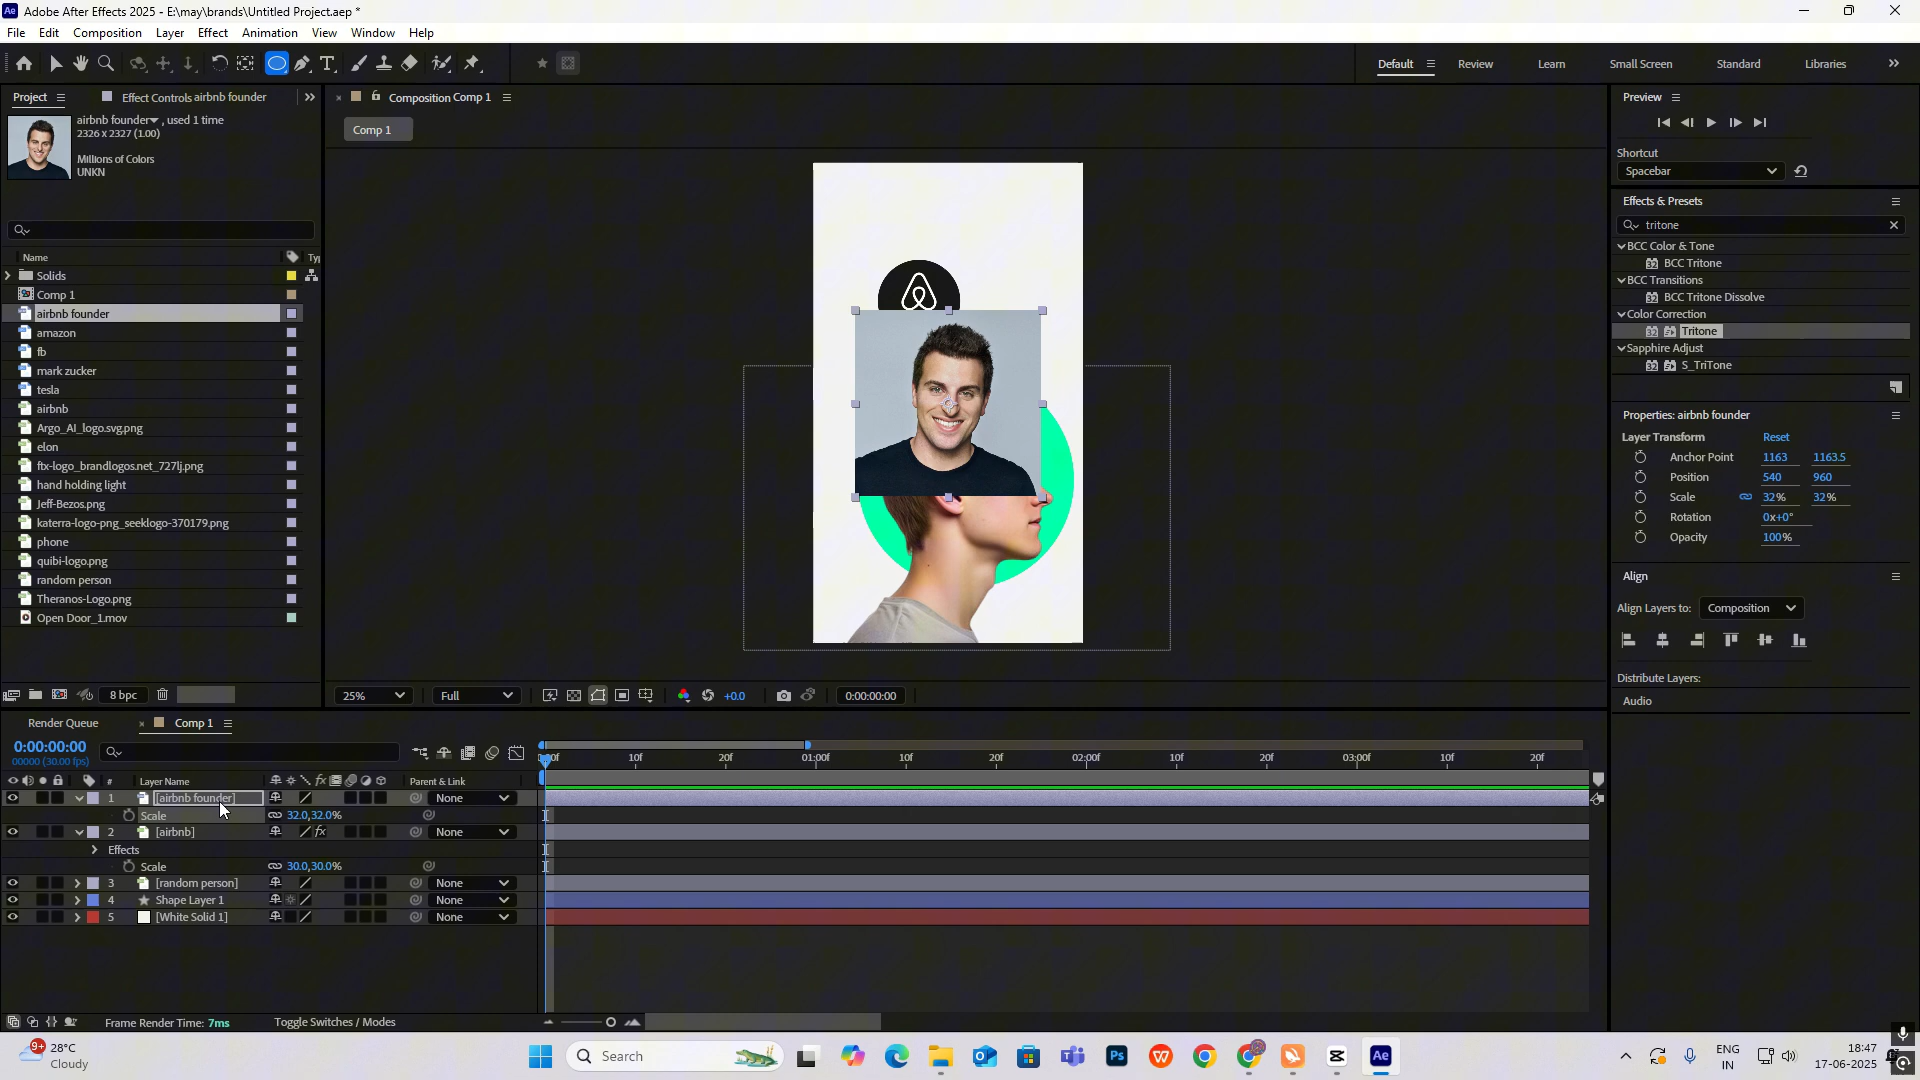 Adobe After Effects 2025 - E:\may\brands\Untitled Project.aep *
File Edit Composition Layer Effect Animation View Window Help
Default Review Learn Small Screen Standard Libraries
Project Effect Controls airbnb founder
airbnb founder , used 1 time
2326 x 2327 (1.00)
Millions of Colors
UNKN
Name
Solids
Comp 1
airbnb founder
amazon
fb
mark zucker
tesla
airbnb
Argo_AI_logo.svg.png
elon
ftx-logo_brandlogos.net_727lj.png
hand holding light
Jeff-Bezos.png
katerra-logo-png_seeklogo-370179.png
phone
quibi-logo.png
random person
Theranos-Logo.png
Open Door_1.mov
8 bpc
Composition Comp 1
Comp 1
25% Full +0.0 0:00:00:00
Preview
Shortcut
Spacebar
Effects & Presets
tritone
BCC Color & Tone
BCC Tritone
BCC Transitions
BCC Tritone Dissolve
Color Correction
Tritone
Sapphire Adjust
S_TriTone
Properties: airbnb founder
Layer Transform Reset
Anchor Point 1163 1163.5
Position 540 960
Scale 32% 32%
Rotation 0x+0°
Opacity 100%
Align
Align Layers to: Composition
Distribute Layers:
Audio
Render Queue Comp 1
0:00:00:00
00000 (30.00 fps)
10f 20f 01:00f 10f 20f 02:00f 10f 20f 03:00f 10f 20f
# Layer Name Parent & Link
1 [airbnb founder] None
Scale 32.0,32.0%
2 [airbnb] fx None
Effects
Scale 30.0,30.0%
3 [random person] None
4 Shape Layer 1 None
5 [White Solid 1] None
Frame Render Time: 7ms Toggle Switches / Modes
9+
28°C
Cloudy
Search
ENG
IN
18:47
17-06-2025